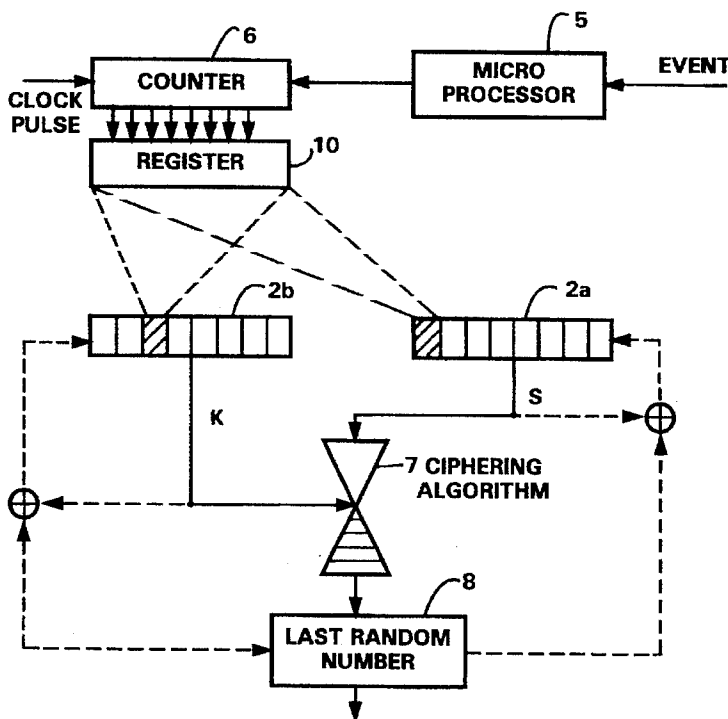 6
5
COUNTER
MICRO
PROCESSOR
EVENT
CLOCK
PULSE
REGISTER
10
2b
2a
K
S
7 CIPHERING
ALGORITHM
8
LAST RANDOM
NUMBER